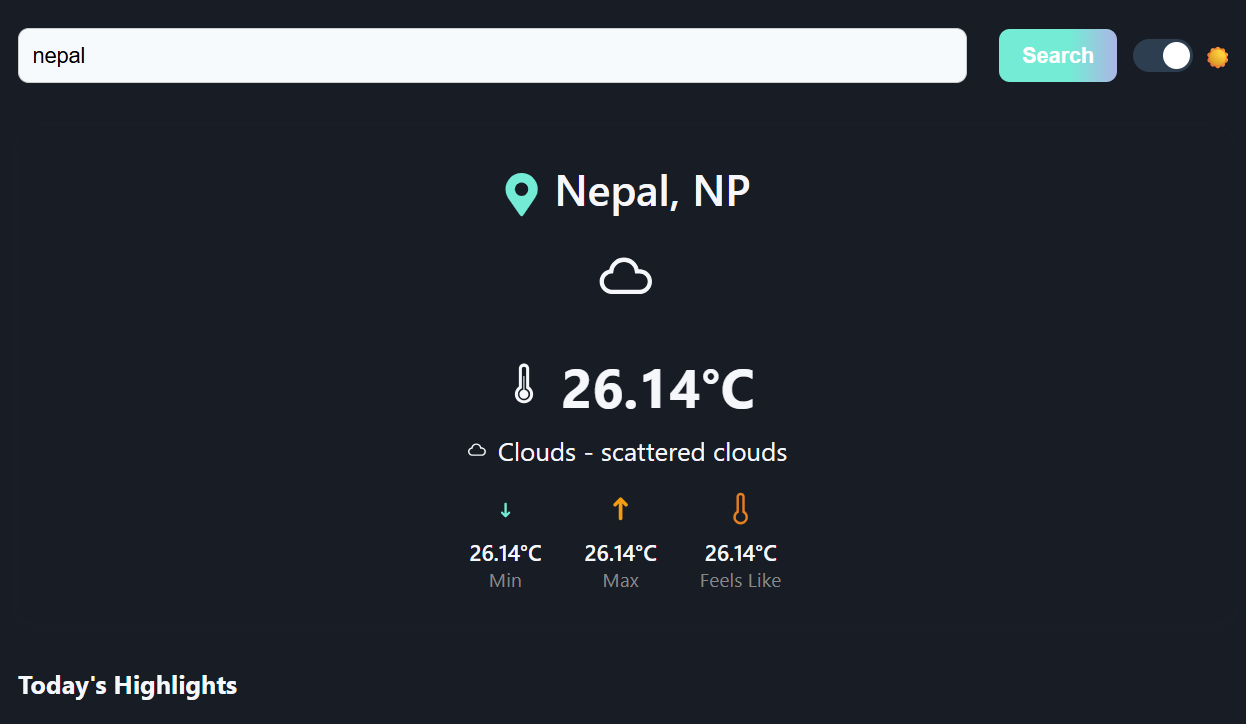 nepal
Search
Nepal, NP
26.14°C
Clouds - scattered clouds
26.14°C 26.14°C 26.14°C
Min Max Feels Like
Today's Highlights